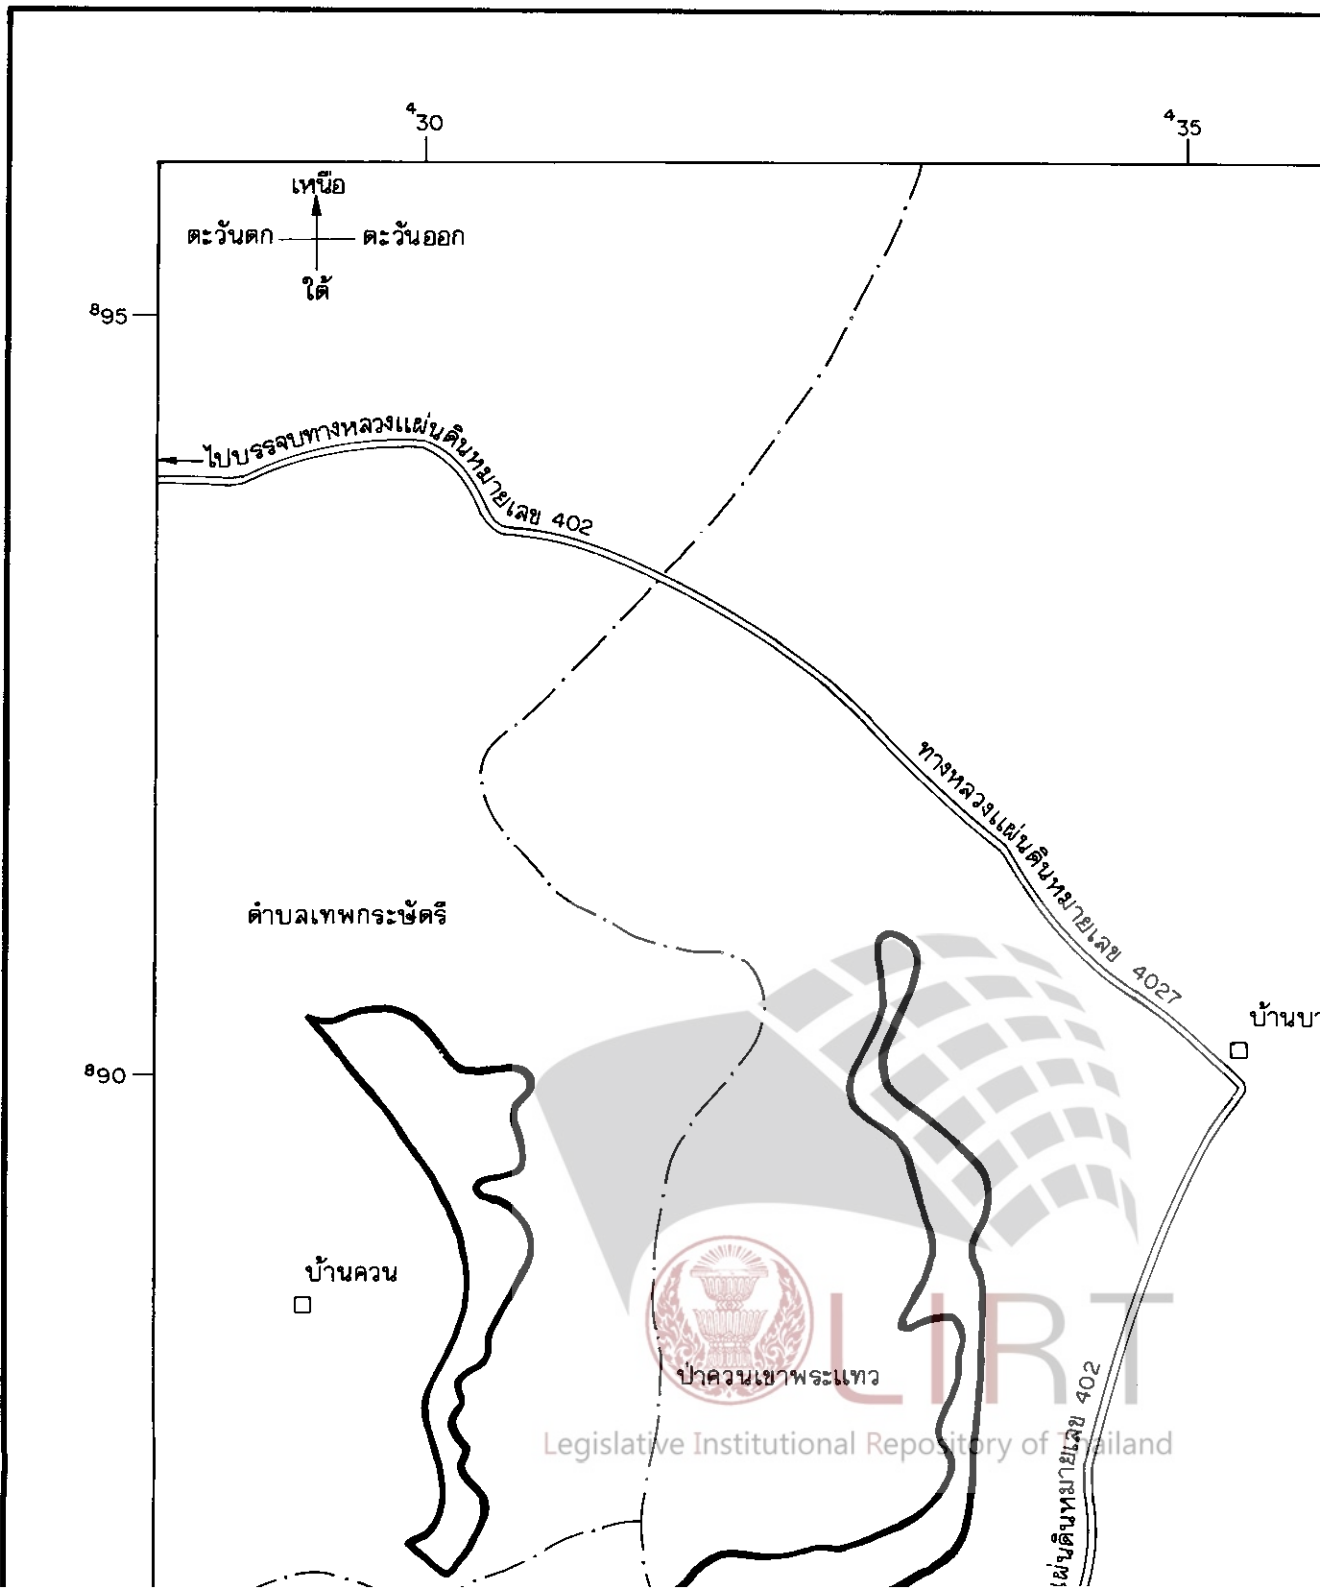 ⁴30
⁴35
เหนือ
ตะวันตก
ตะวันออก
ใต้
⁸95
ไปบรรจบทางหลวงแผ่นดินหมายเลข 402
ทางหลวงแผ่นดินหมายเลข 4027
ตำบลเทพกระษัตรี
บ้านบา
⁸90
บ้านควน
LIRT
ป่าควนเขาพระแทว
Legislative Institutional Repository of Thailand
แผ่นดินหมายเลข 402